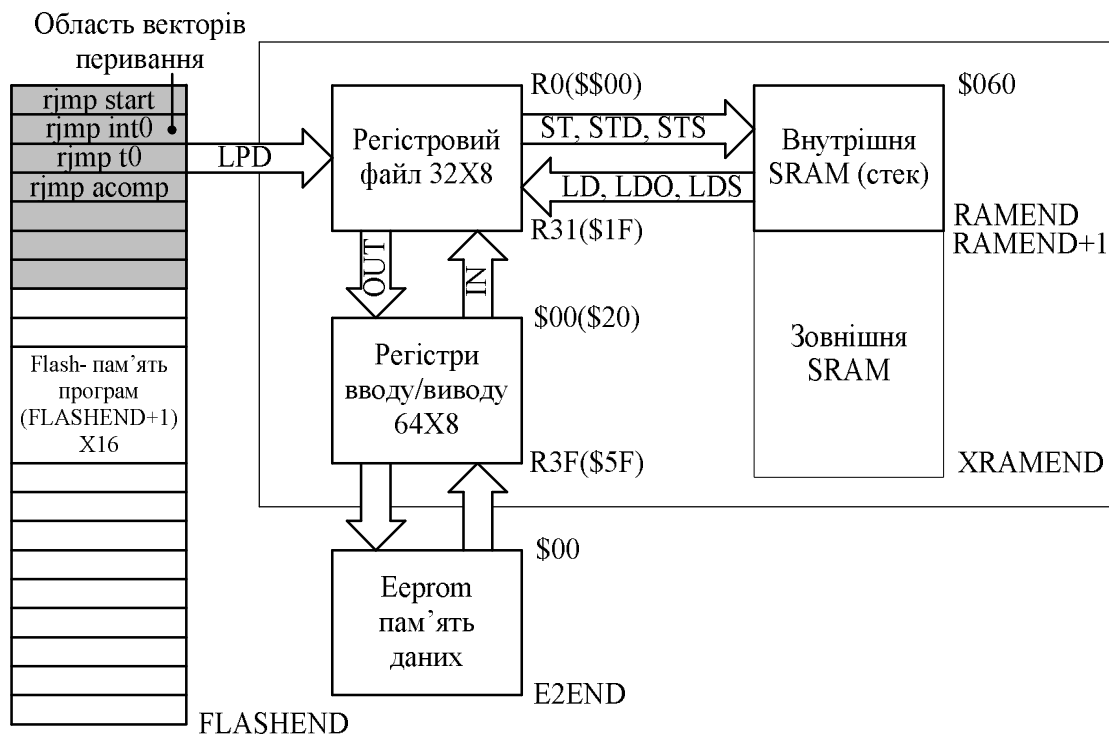 Область векторів
перивання
rjmp start
rjmp int0
rjmp t0
rjmp acomp
Flash- пам’ять
програм
(FLASHEND+1)
X16
FLASHEND
LPD
R0($$00)
Регістровий
файл 32X8
R31($1F)
ST, STD, STS
LD, LDO, LDS
$060
Внутрішня
SRAM (стек)
RAMEND
RAMEND+1
Зовнішня
SRAM
XRAMEND
OUT
IN
$00($20)
Регістри
вводу/виводу
64X8
R3F($5F)
$00
Eeprom
пам’ять
даних
E2END